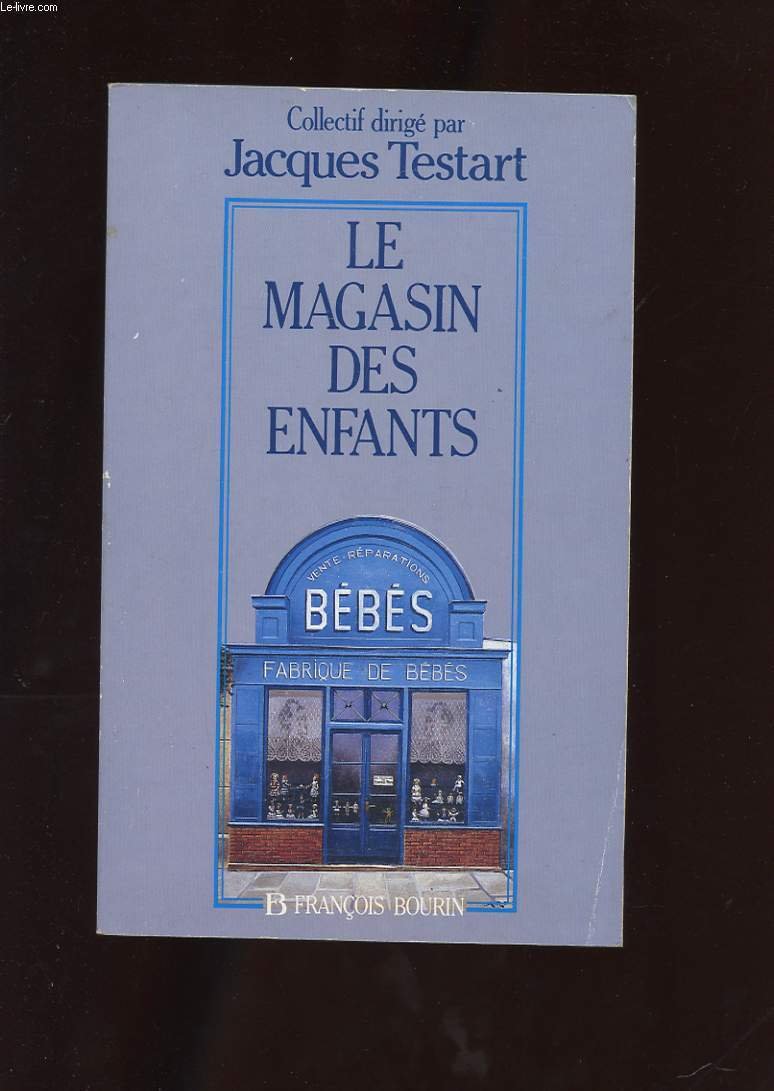 Le-livre.com
Collectif dirigé par
Jacques Testart
LE
MAGASIN
DES
ENFANTS
VENTE-RÉPARATIONS
BÉBÉS
FABRIQUE DE BÉBÉS
FB FRANÇOIS BOURIN